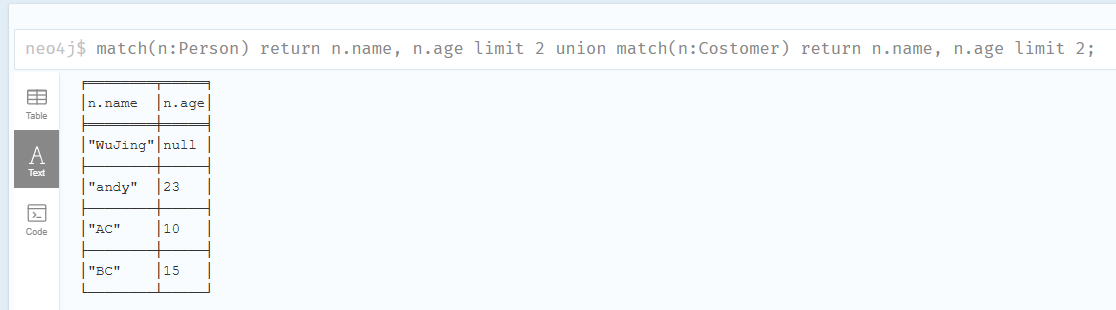 neo4j$ match(n:Person) return n.name, n.age limit 2 union match(n:Costomer) return n.name, n.age limit 2;
Table
Text
Code
n.name n.age
"WuJing" null
"andy" 23
"AC" 10
"BC" 15